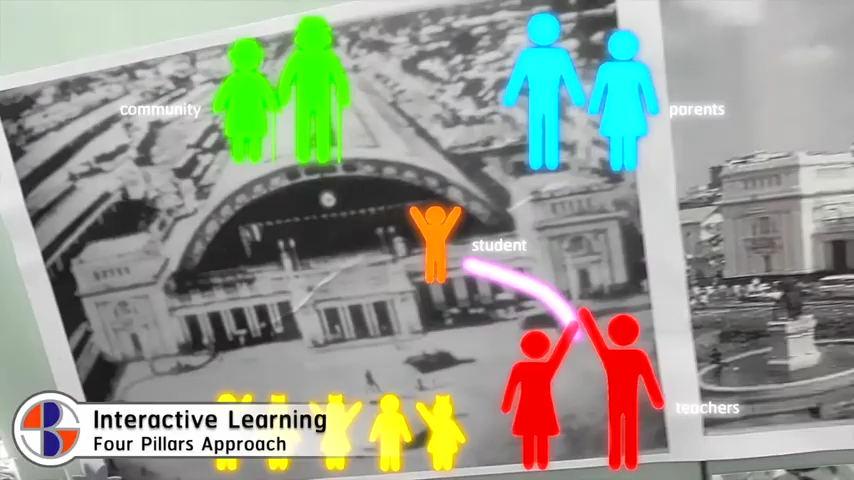 community
parents
student
teachers
Interactive Learning
Four Pillars Approach